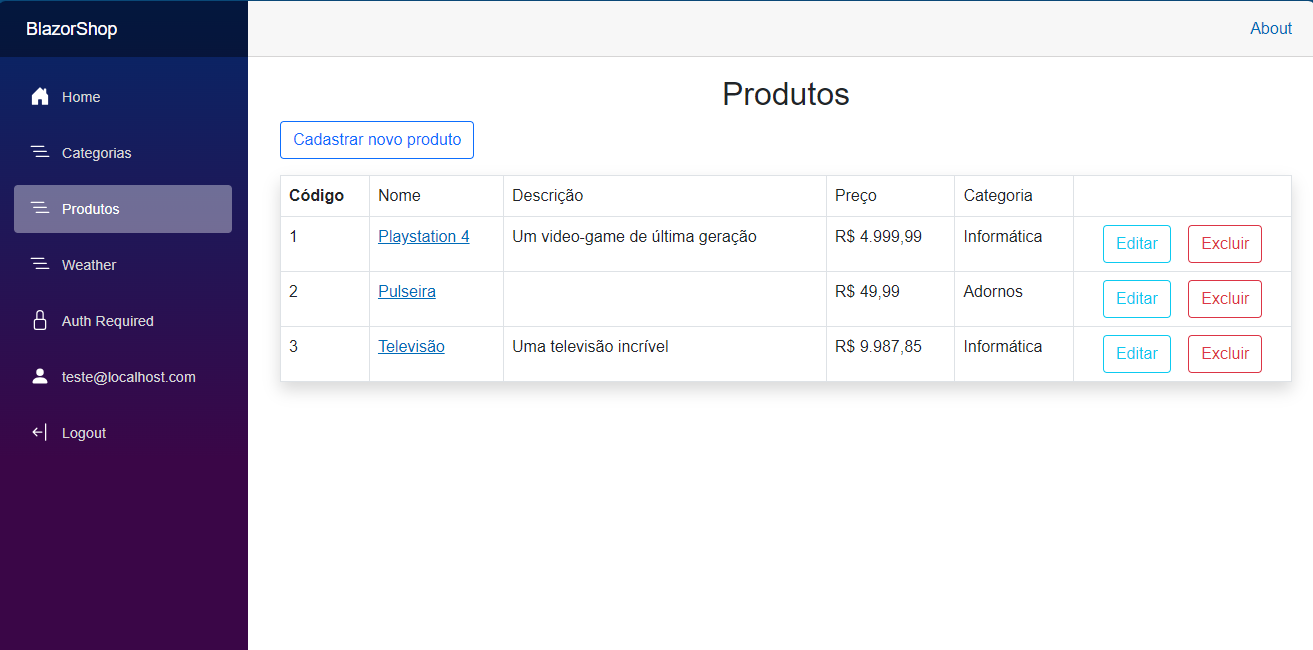 BlazorShop
About
Home
Categorias
Produtos
Weather
Auth Required
teste@localhost.com
Logout
Produtos
Cadastrar novo produto
Código Nome Descrição Preço Categoria
1 Playstation 4 Um video-game de última geração R$ 4.999,99 Informática Editar Excluir
2 Pulseira R$ 49,99 Adornos Editar Excluir
3 Televisão Uma televisão incrível R$ 9.987,85 Informática Editar Excluir